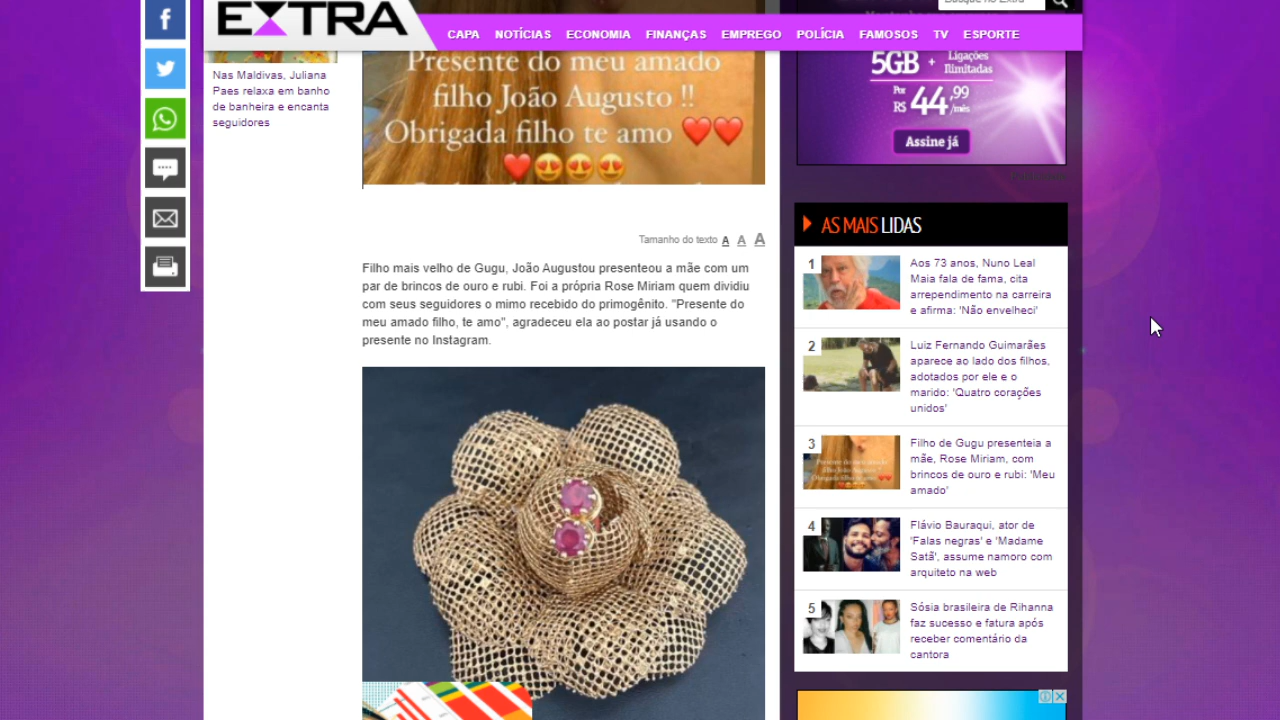 EXTRA
CAPA NOTÍCIAS ECONOMIA FINANÇAS EMPREGO POLÍCIA FAMOSOS TV ESPORTE
Nas Maldivas, Juliana
Paes relaxa em banho
de banheira e encanta
seguidores
Presente do meu amado
filho João Augusto !!
Obrigada filho te amo ❤️❤️
❤️😍😍😍
5GB + Ligações
Ilimitadas
Por
R$ 44,99
/mês
Assine já
Tamanho do texto A A A
Filho mais velho de Gugu, João Augustou presenteou a mãe com um
par de brincos de ouro e rubi. Foi a própria Rose Miriam quem dividiu
com seus seguidores o mimo recebido do primogênito. "Presente do
meu amado filho, te amo", agradeceu ela ao postar já usando o
presente no Instagram.
AS MAIS LIDAS
1
Aos 73 anos, Nuno Leal
Maia fala de fama, cita
arrependimento na carreira
e afirma: 'Não envelheci'
2
Luiz Fernando Guimarães
aparece ao lado dos filhos,
adotados por ele e o
marido: 'Quatro corações
unidos'
3
Filho de Gugu presenteia a
mãe, Rose Miriam, com
brincos de ouro e rubi: 'Meu
amado'
4
Flávio Bauraqui, ator de
'Falas negras' e 'Madame
Satã', assume namoro com
arquiteto na web
5
Sósia brasileira de Rihanna
faz sucesso e fatura após
receber comentário da
cantora